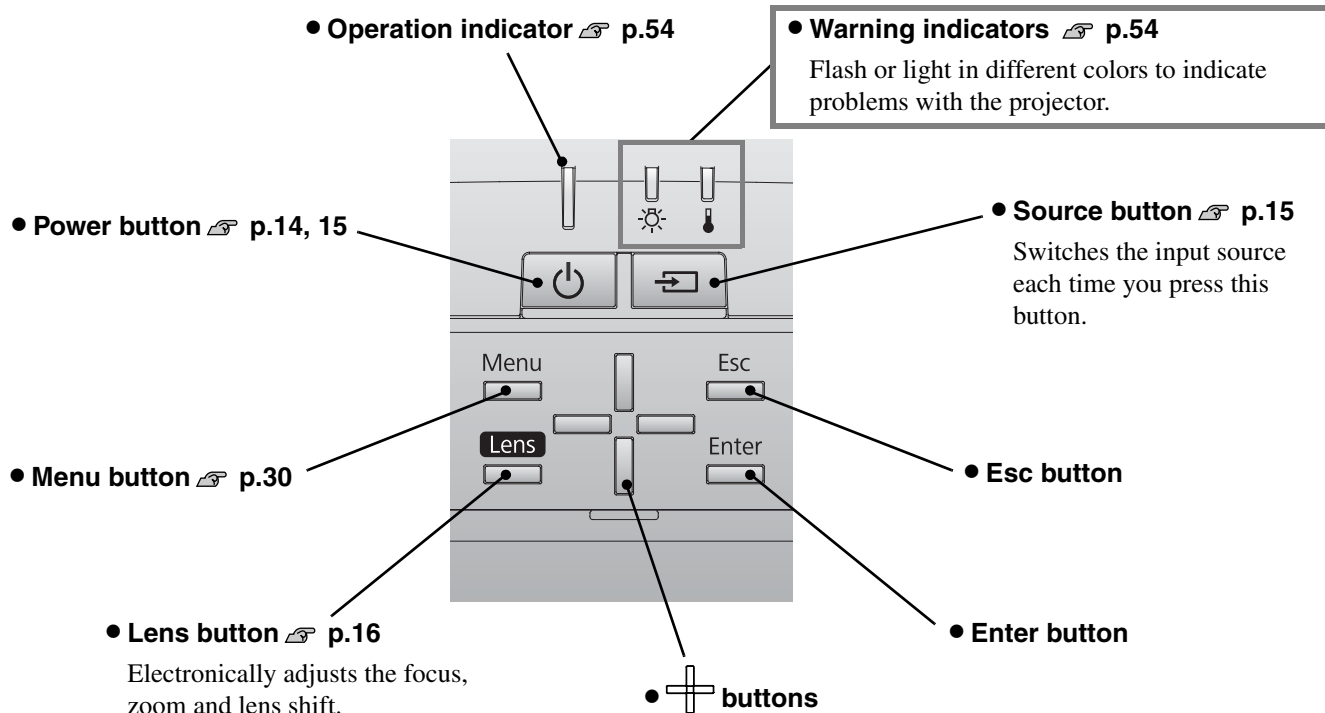 ● Operation indicator ☞ p.54
● Warning indicators ☞ p.54
Flash or light in different colors to indicate
problems with the projector.
● Power button ☞ p.14, 15
● Source button ☞ p.15
Switches the input source
each time you press this
button.
Menu
Esc
Lens
Enter
● Menu button ☞ p.30
● Esc button
● Lens button ☞ p.16
Electronically adjusts the focus,
zoom and lens shift.
● Enter button
● buttons